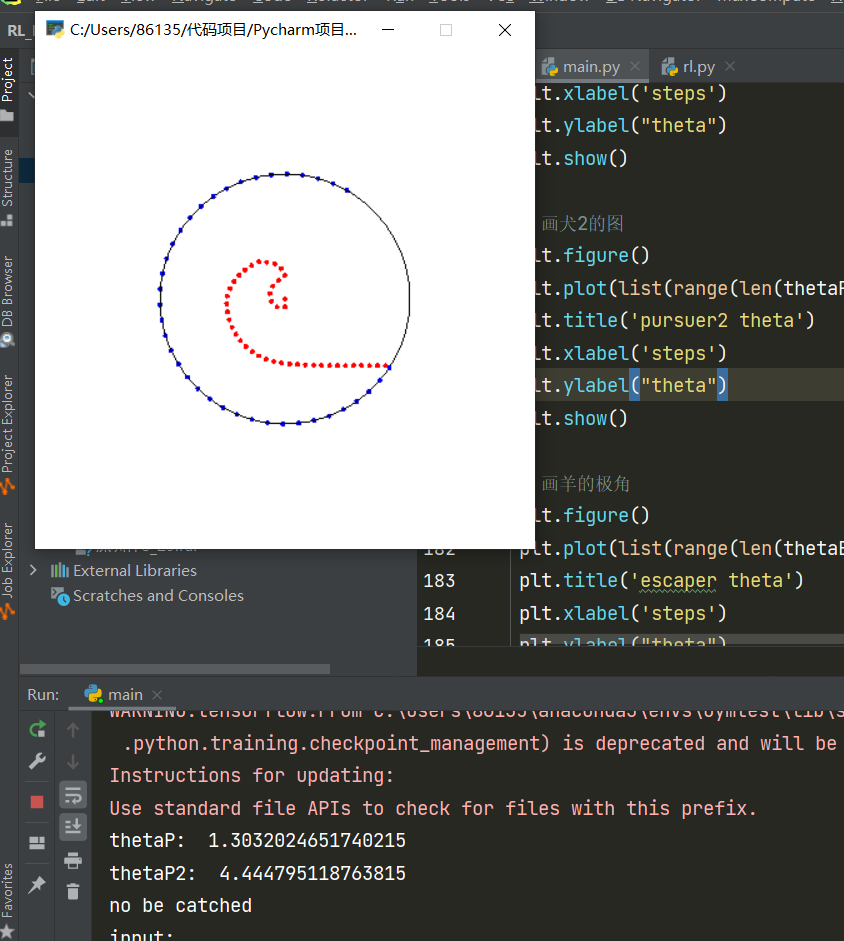 RL_
C:/Users/86135/代码项目/Pycharm项目...
Project
Structure
DB Browser
Project Explorer
Job Explorer
Favorites
main.py
rl.py
lt.xlabel('steps')
lt.ylabel("theta")
lt.show()
画犬2的图
lt.figure()
lt.plot(list(range(len(theta
lt.title('pursuer2 theta')
lt.xlabel('steps')
lt.ylabel("theta")
lt.show()
画羊的极角
lt.figure()
182 plt.plot(list(range(len(theta
183 plt.title('escaper theta')
184 plt.xlabel('steps')
185 plt.ylabel("theta")
External Libraries
Scratches and Consoles
Run: main
.python.training.checkpoint_management) is deprecated and will be
Instructions for updating:
Use standard file APIs to check for files with this prefix.
thetaP: 1.3032024651740215
thetaP2: 4.444795118763815
no be catched
input: